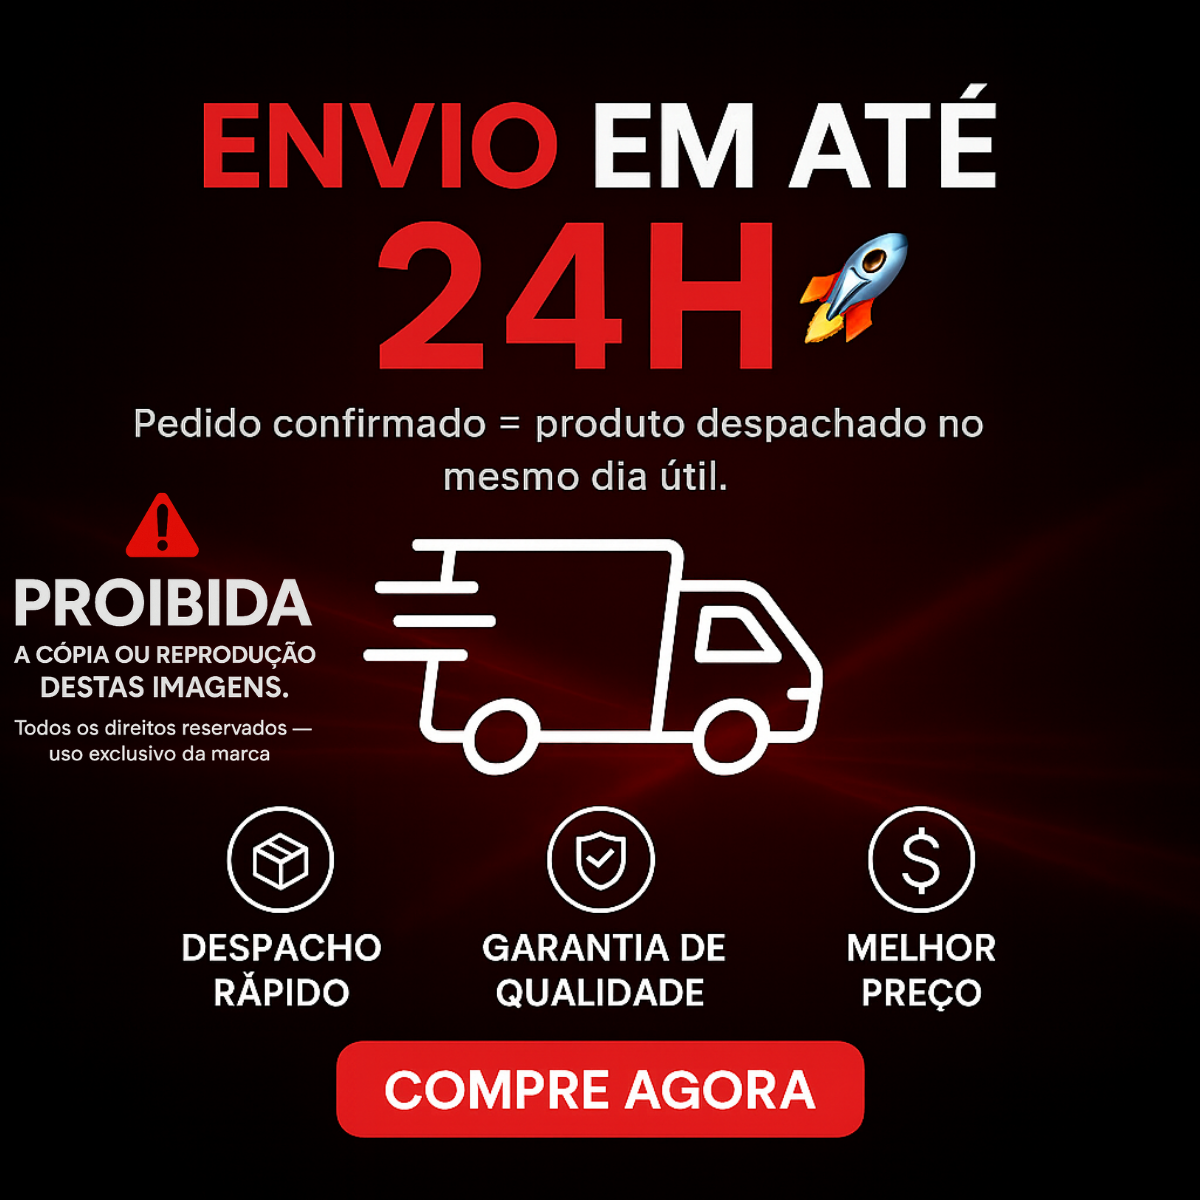 ENVIO EM ATÉ
24H
Pedido confirmado = produto despachado no
mesmo dia útil.
PROIBIDA
A CÓPIA OU REPRODUÇÃO
DESTAS IMAGENS.
Todos os direitos reservados —
uso exclusivo da marca
DESPACHO
RǍPIDO
GARANTIA DE
QUALIDADE
MELHOR
PREÇO
COMPRE AGORA